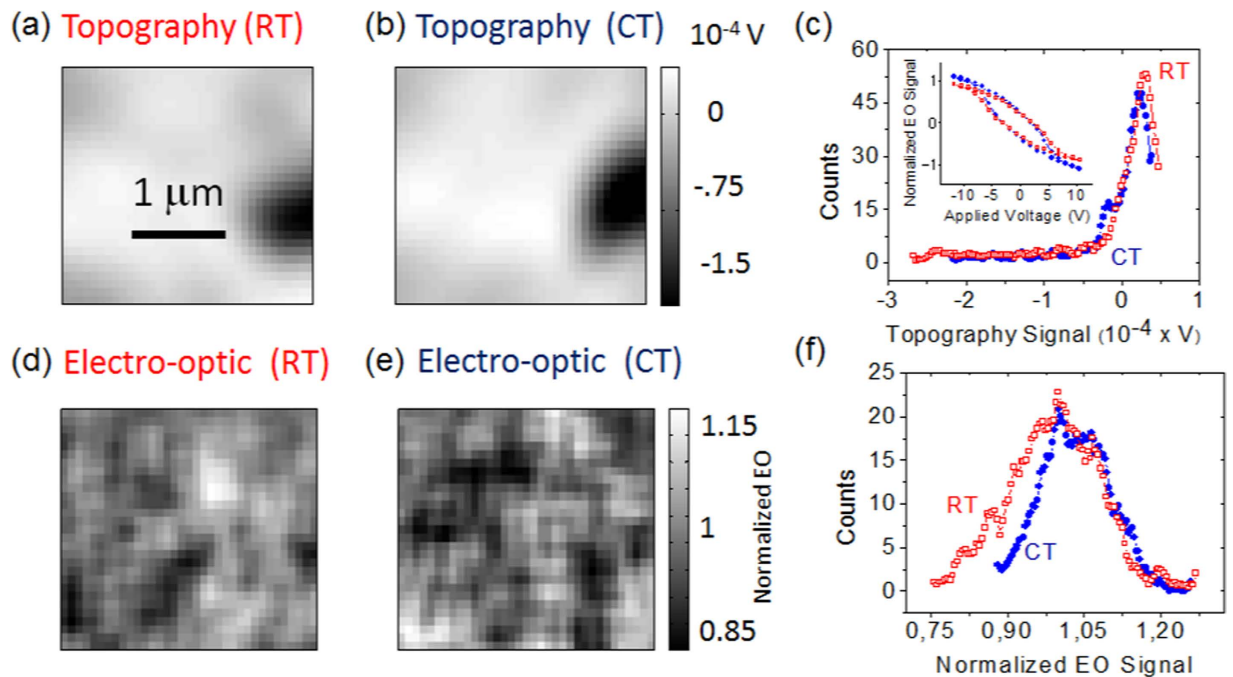 (a) Topography (RT)
(b) Topography (CT)
10-4 V
0
-.75
-1.5
1 μm
(c)
60
45
30
15
0
Counts
-3 -2 -1 0 1
Topography Signal (10-4 x V)
RT
CT
1
0
-1
Normalized EO Signal
-10 -5 0 5 10
Applied Voltage (V)
(d) Electro-optic (RT)
(e) Electro-optic (CT)
1.15
1
0.85
Normalized EO
(f)
25
20
15
10
5
0
Counts
RT
CT
0,75 0,90 1,05 1,20
Normalized EO Signal